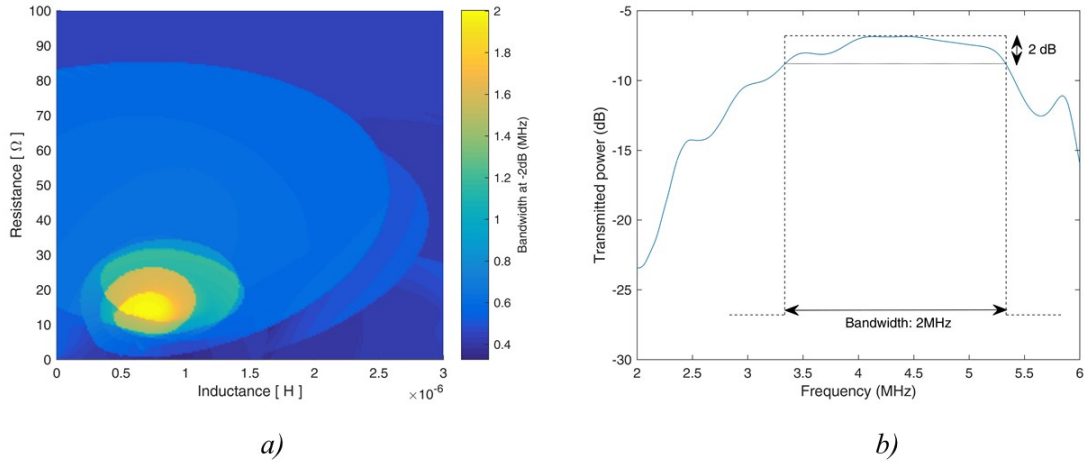 100
90
80
70
60
50
40
30
20
10
0
Resistance [ Ω ]
0 0.5 1 1.5 2 2.5 3
Inductance [ H ]
×10⁻⁶
2
1.8
1.6
1.4
1.2
1
0.8
0.6
0.4
Bandwidth at -2dB (MHz)
a)
-5
-10
-15
-20
-25
-30
Transmitted power (dB)
2 dB
Bandwidth: 2MHz
2 2.5 3 3.5 4 4.5 5 5.5 6
Frequency (MHz)
b)